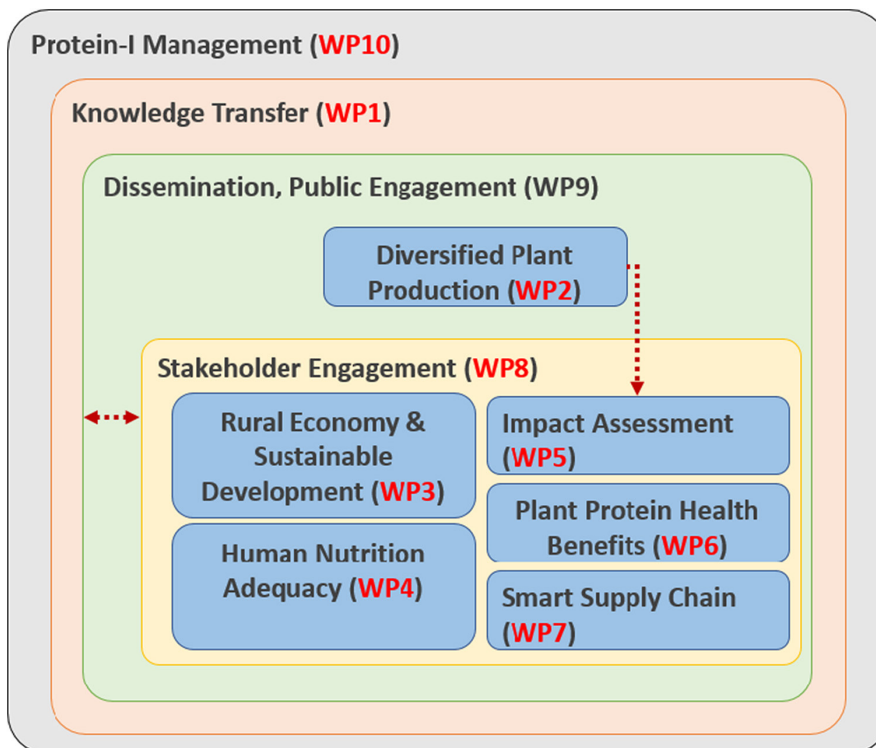 Protein-I Management (WP10)
Knowledge Transfer (WP1)
Dissemination, Public Engagement (WP9)
Diversified Plant
Production (WP2)
Stakeholder Engagement (WP8)
Rural Economy &
Sustainable
Development (WP3)
Human Nutrition
Adequacy (WP4)
Impact Assessment
(WP5)
Plant Protein Health
Benefits (WP6)
Smart Supply Chain
(WP7)